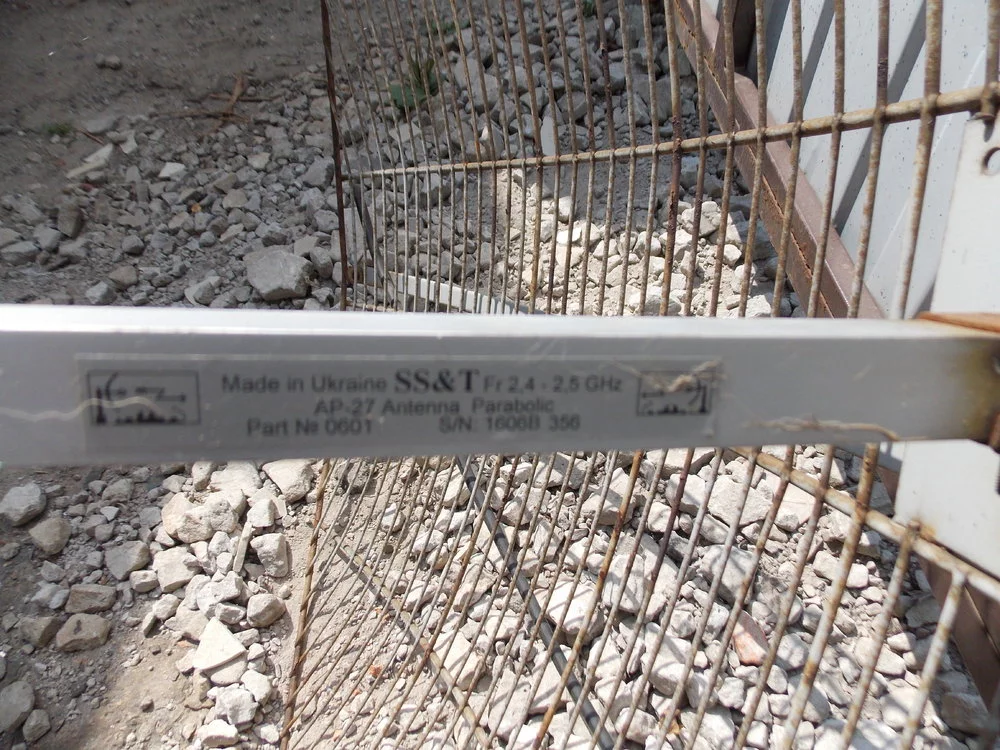 Made in Ukraine SS&T Fr 2,4 - 2,5 GHz
AP-27 Antenna Parabolic
Part № 0601 S/N: 1606B 356